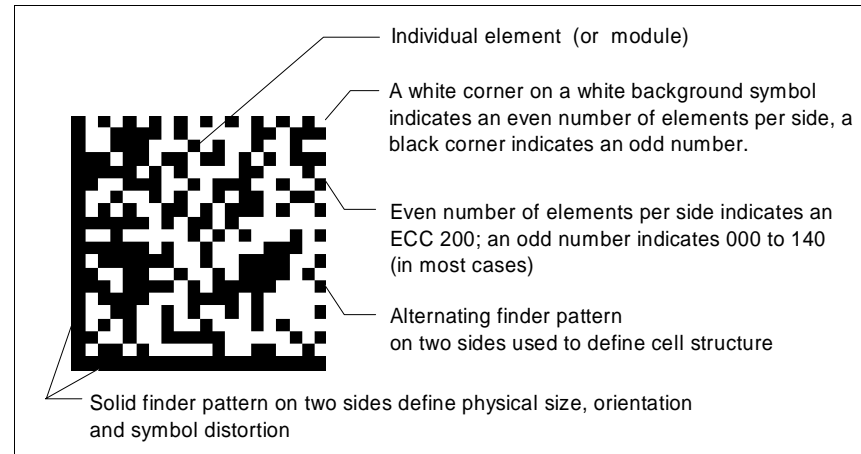 Individual element (or module)
A white corner on a white background symbol
indicates an even number of elements per side, a
black corner indicates an odd number.
Even number of elements per side indicates an
ECC 200; an odd number indicates 000 to 140
(in most cases)
Alternating finder pattern
on two sides used to define cell structure
Solid finder pattern on two sides define physical size, orientation
and symbol distortion